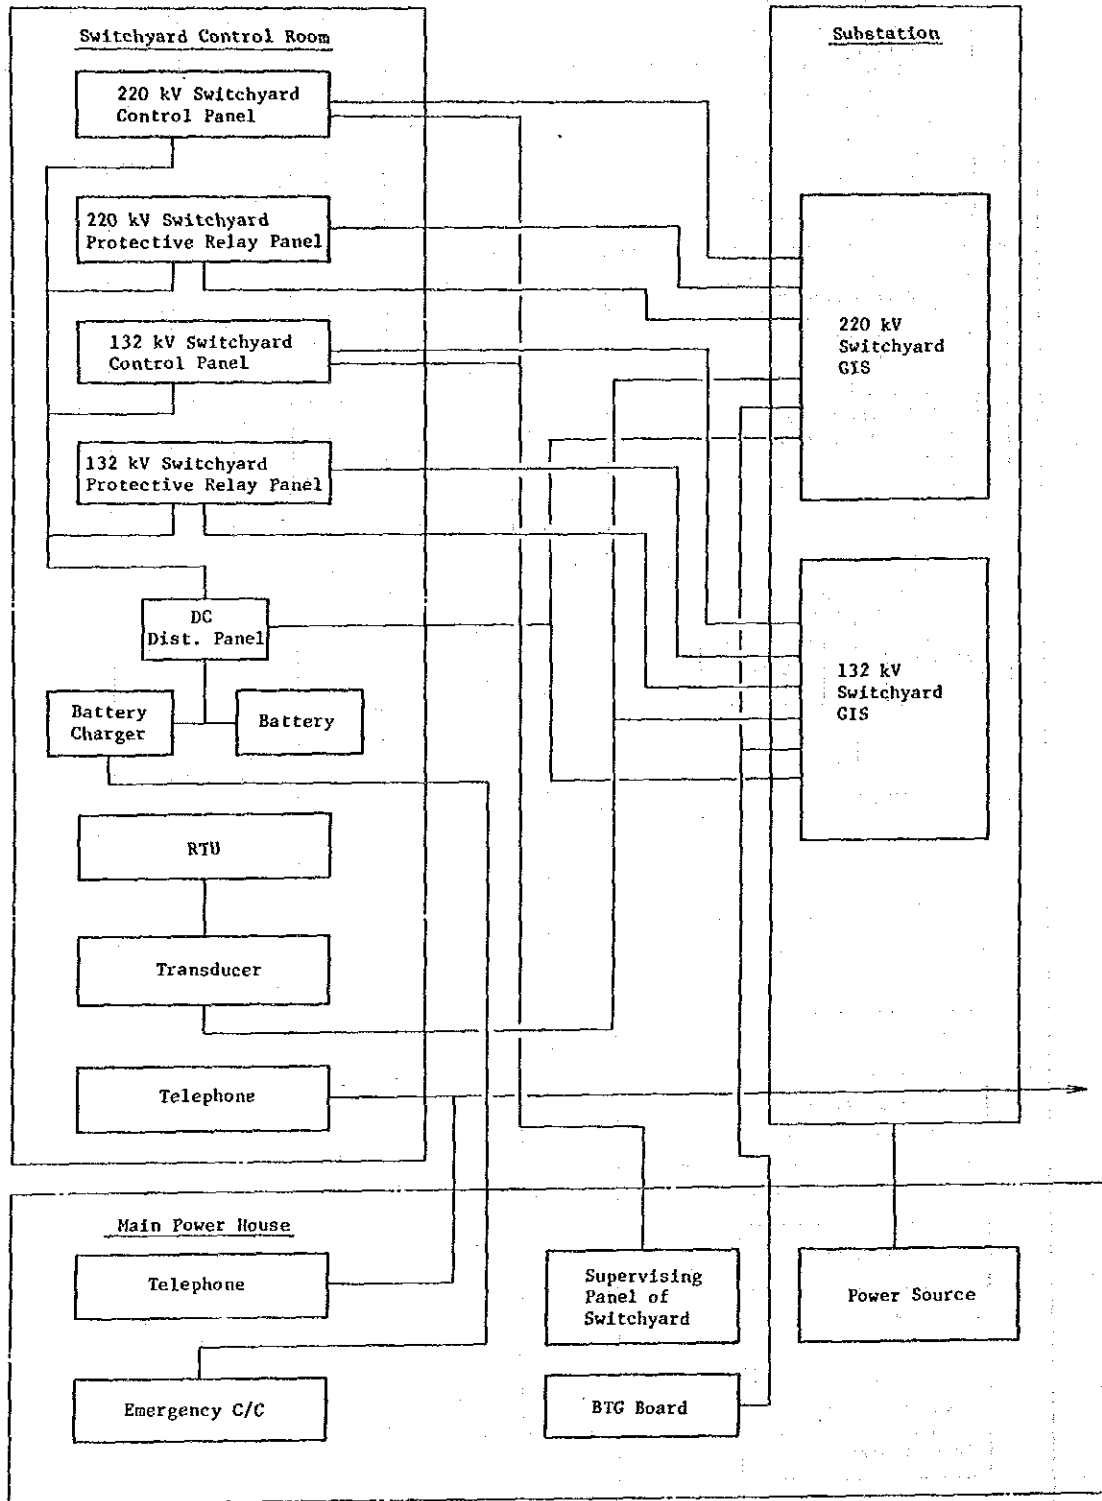 Switchyard Control Room
220 kV Switchyard
Control Panel
220 kV Switchyard
Protective Relay Panel
132 kV Switchyard
Control Panel
132 kV Switchyard
Protective Relay Panel
DC
Dist. Panel
Battery
Charger
Battery
RTU
Transducer
Telephone
Substation
220 kV
Switchyard
GIS
132 kV
Switchyard
GIS
Main Power House
Telephone
Emergency C/C
Supervising
Panel of
Switchyard
BTG Board
Power Source